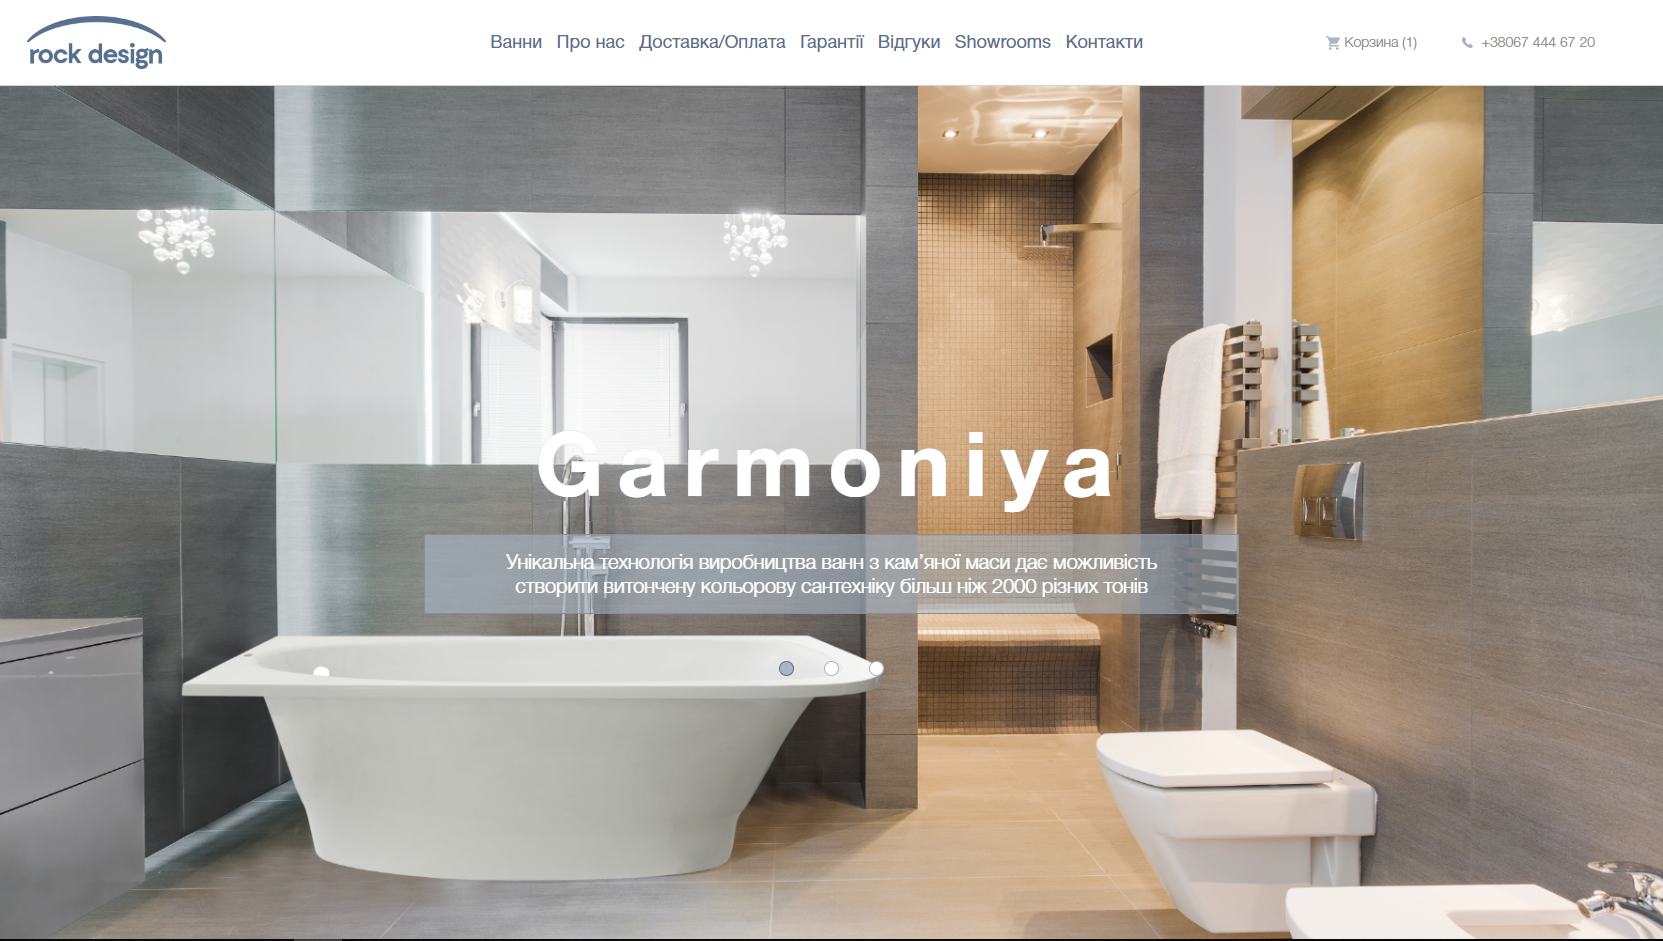 rock design
Ванни Про нас Доставка/Оплата Гарантії Відгуки Showrooms Контакти
Корзина (1)
+38067 444 67 20
Garmoniya
Унікальна технологія виробництва ванн з кам’яної маси дає можливість
створити витончену кольорову сантехніку більш ніж 2000 різних тонів